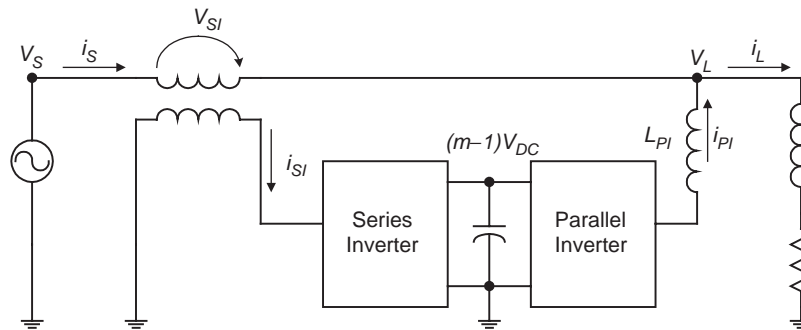 V_SI
V_S
i_S
V_L
i_L
(m–1)V_DC
L_PI
i_PI
i_SI
Series
Inverter
Parallel
Inverter